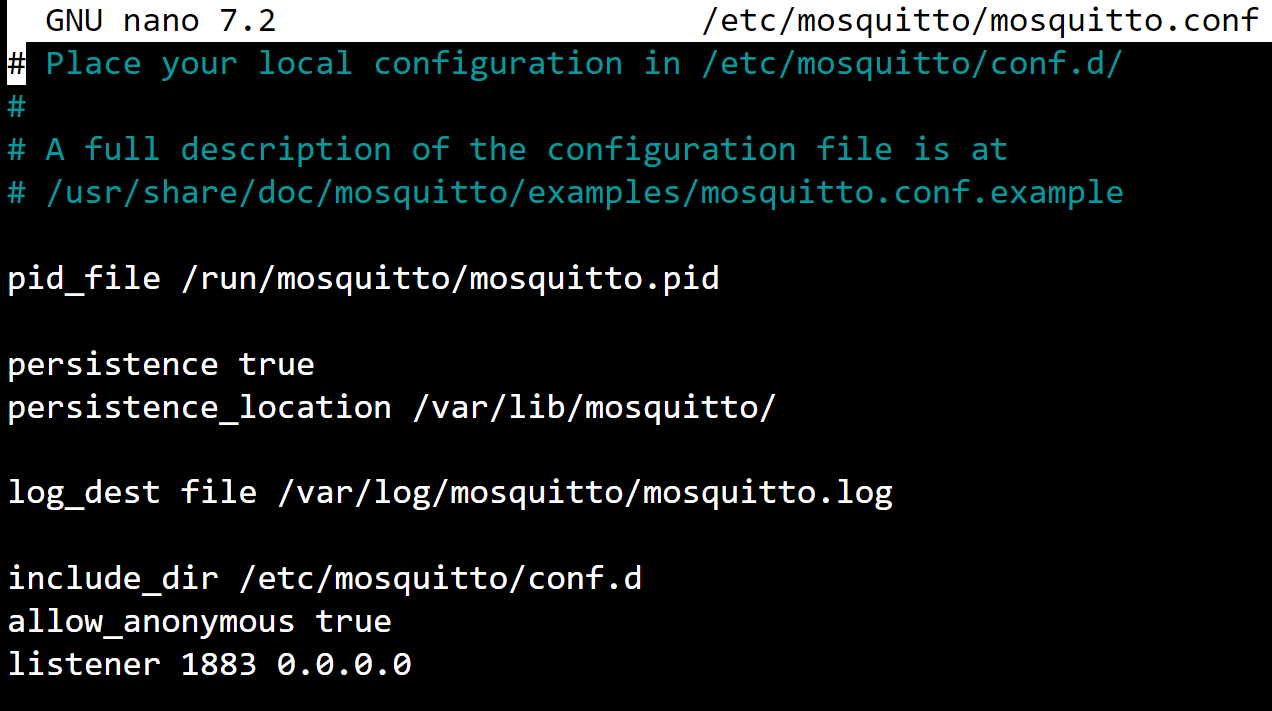 GNU nano 7.2 /etc/mosquitto/mosquitto.conf
# Place your local configuration in /etc/mosquitto/conf.d/
#
# A full description of the configuration file is at
# /usr/share/doc/mosquitto/examples/mosquitto.conf.example
pid_file /run/mosquitto/mosquitto.pid
persistence true
persistence_location /var/lib/mosquitto/
log_dest file /var/log/mosquitto/mosquitto.log
include_dir /etc/mosquitto/conf.d
allow_anonymous true
listener 1883 0.0.0.0